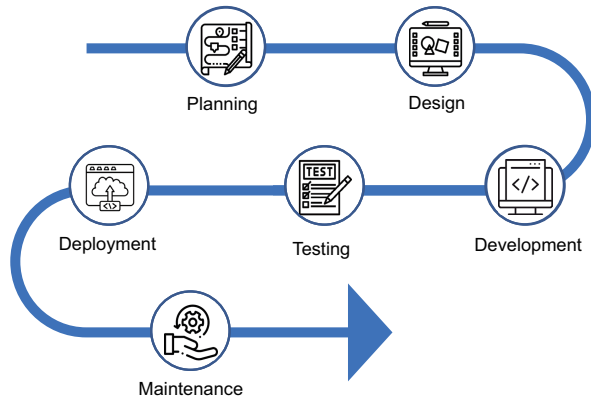 Planning
Design
Development
TEST
</>
Testing
Deployment
</>
Maintenance